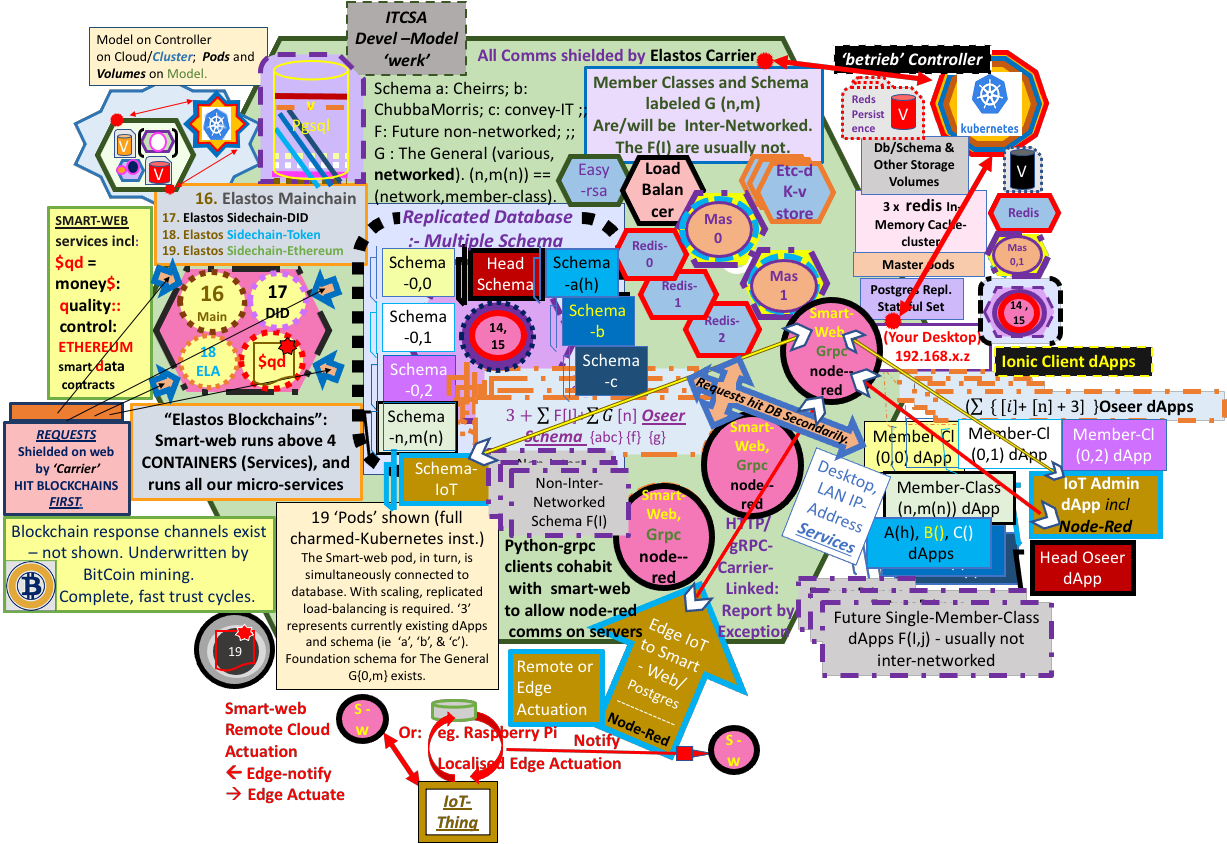 ITCSA
Devel –Model
‘werk’
Model on Controller
on Cloud/Cluster; Pods and
Volumes on Model.
V
V
Pgsql
V
All Comms shielded by Elastos Carrier
Schema a: Cheirrs; b:
ChubbaMorris; c: convey-IT ;;
F: Future non-networked; ;;
G : The General (various,
networked). (n,m(n)) ==
(network,member-class).
Member Classes and Schema
labeled G (n,m)
Are/will be Inter-Networked.
The F(I) are usually not.
‘betrieb’ Controller
Reds
Persist
ence
V
kubernetes
Db/Schema &
Other Storage
Volumes
V
3 x redis In-
Memory Cache-
cluster
Redis
Master pods
Mas
0,1
Postgres Repl.
Stateful Set
14,
15
(Your Desktop)
192.168.x.z
Ionic Client dApps
Easy
-rsa
Load
Balan
cer
Etc-d
K-v
store
Mas
0
Mas
1
Redis-
0
Redis-
1
Redis-
2
16. Elastos Mainchain
17. Elastos Sidechain-DID
18. Elastos Sidechain-Token
19. Elastos Sidechain-Ethereum
SMART-WEB
services incl:
$qd =
money$:
quality::
control:
ETHEREUM
smart data
contracts
16
Main
17
DID
18
ELA
$qd
Replicated Database
:- Multiple Schema
Schema
-0,0
Head
Schema
Schema
-a(h)
Schema
-0,1
14,
15
Schema
-b
Schema
-0,2
Schema
-c
Schema
-n,m(n)
Schema-
IoT
3 + ∑ F[I]+∑ G [n] Oseer
Schema {abc} {f} {g}
Non-Inter-
Networked
Schema F(I)
Smart-
Web,
Grpc
node--
red
Requests hit DB Secondarily.
Smart-
Web,
Grpc
node--
red
Smart-
Web,
Grpc
node--
red
REQUESTS
Shielded on web
by ‘Carrier’
HIT BLOCKCHAINS
FIRST.
“Elastos Blockchains”:
Smart-web runs above 4
CONTAINERS (Services), and
runs all our micro-services
Blockchain response channels exist
– not shown. Underwritten by
BitCoin mining.
Complete, fast trust cycles.
19
19 ‘Pods’ shown (full
charmed-Kubernetes inst.)
The Smart-web pod, in turn, is
simultaneously connected to
database. With scaling, replicated
load-balancing is required. ‘3’
represents currently existing dApps
and schema (ie ‘a’, ‘b’, & ‘c’).
Foundation schema for The General
G{0,m} exists.
Python-grpc
clients cohabit
with smart-web
to allow node-red
comms on servers
HTTP/
gRPC-
Carrier-
Linked:
Report by
Exception
Desktop,
LAN IP-
Address
Services
(∑ { [i]+ [n] + 3 }Oseer dApps
Member-Cl
(0,0) dApp
Member-Cl
(0,1) dApp
Member-Cl
(0,2) dApp
Member-Class
(n,m(n)) dApp
IoT Admin
dApp incl
Node-Red
A(h), B(), C()
dApps
Head Oseer
dApp
Future Single-Member-Class
dApps F(I,j) - usually not
inter-networked
Edge IoT
to Smart
- Web/
Postgres
-------------
Node-Red
Remote or
Edge
Actuation
Smart-web
Remote Cloud
Actuation
← Edge-notify
→ Edge Actuate
S -
w
Or: eg. Raspberry Pi
Notify
Localised Edge Actuation
S -
w
IoT-
Thing